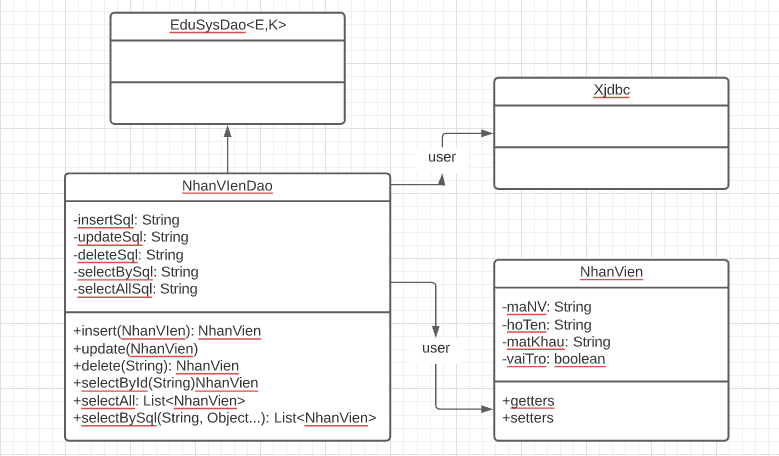 EduSysDao<E,K>
Xjdbc
user
NhanVIenDao
-insertSql: String
-updateSql: String
-deleteSql: String
-selectBySql: String
-selectAllSql: String
+insert(NhanVIen): NhanVien
+update(NhanVien)
+delete(String): NhanVien
+selectById(String)NhanVien
+selectAll: List<NhanVien>
+selectBySql(String, Object...): List<NhanVien>
user
NhanVien
-maNV: String
-hoTen: String
-matKhau: String
-vaiTro: boolean
+getters
+setters